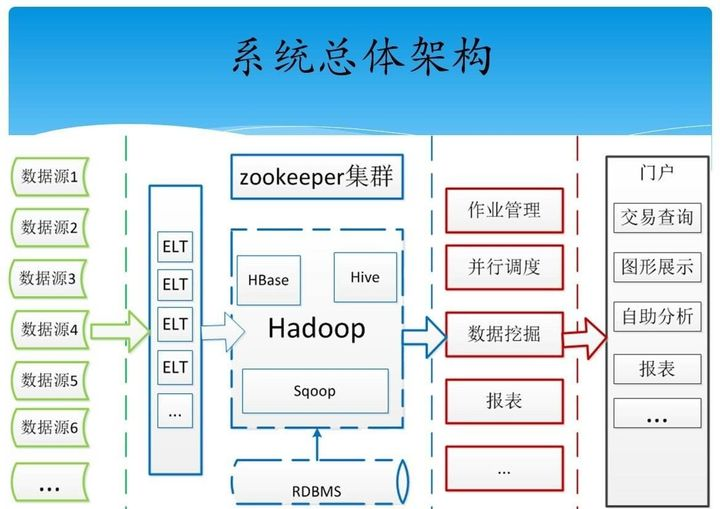 系统总体架构
数据源1
数据源2
数据源3
数据源4
数据源5
数据源6
...
ELT
ELT
ELT
ELT
...
zookeeper集群
HBase
Hive
Hadoop
Sqoop
RDBMS
作业管理
并行调度
数据挖掘
报表
...
门户
交易查询
图形展示
自助分析
报表
...